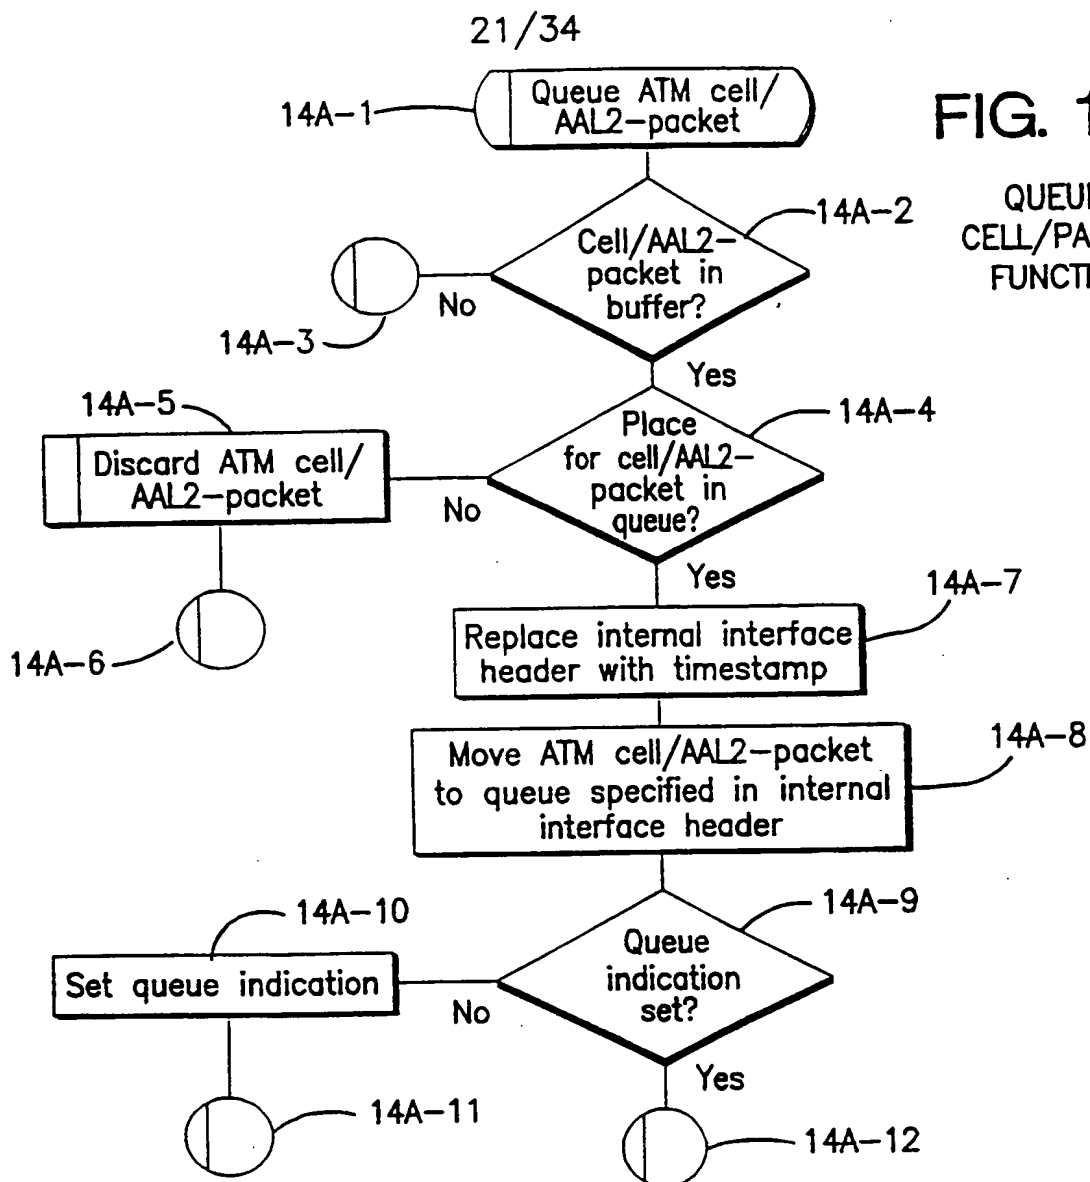 21/34
Queue ATM cell/
AAL2-packet
14A-1
FIG. 1
QUEU
CELL/PA
FUNCTI
14A-2
Cell/AAL2-
packet in
buffer?
No
14A-3
Yes
14A-4
Place
for cell/AAL2-
packet in
queue?
14A-5
Discard ATM cell/
AAL2-packet
No
14A-6
Yes
14A-7
Replace internal interface
header with timestamp
14A-8
Move ATM cell/AAL2-packet
to queue specified in internal
interface header
14A-9
Queue
indication
set?
14A-10
Set queue indication
No
14A-11
Yes
14A-12